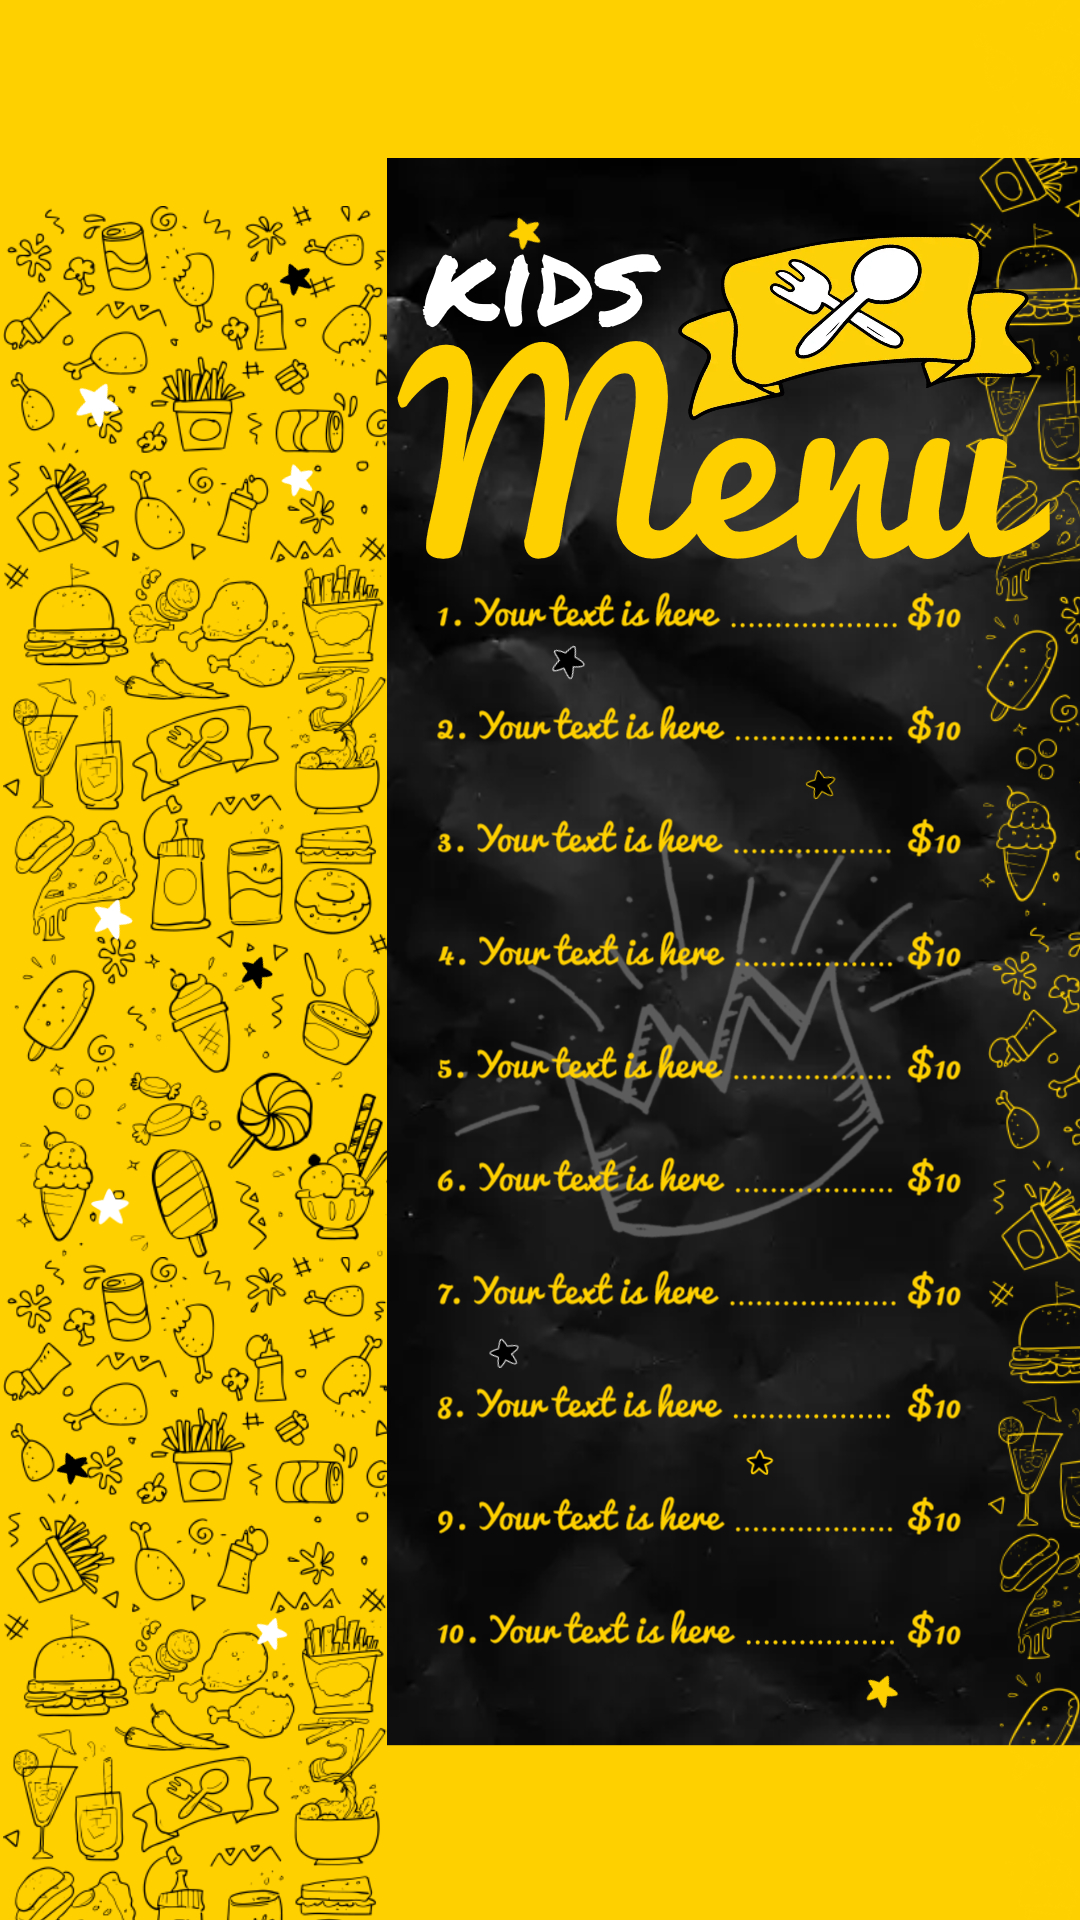 KIDS
Menu
1. Your text is here ................... $10
2. Your text is here .................. $10
3. Your text is here .................. $10
4. Your text is here .................. $10
5. Your text is here .................. $10
6. Your text is here .................. $10
7. Your text is here ................... $10
8. Your text is here .................. $10
9. Your text is here .................. $10
10. Your text is here ................. $10